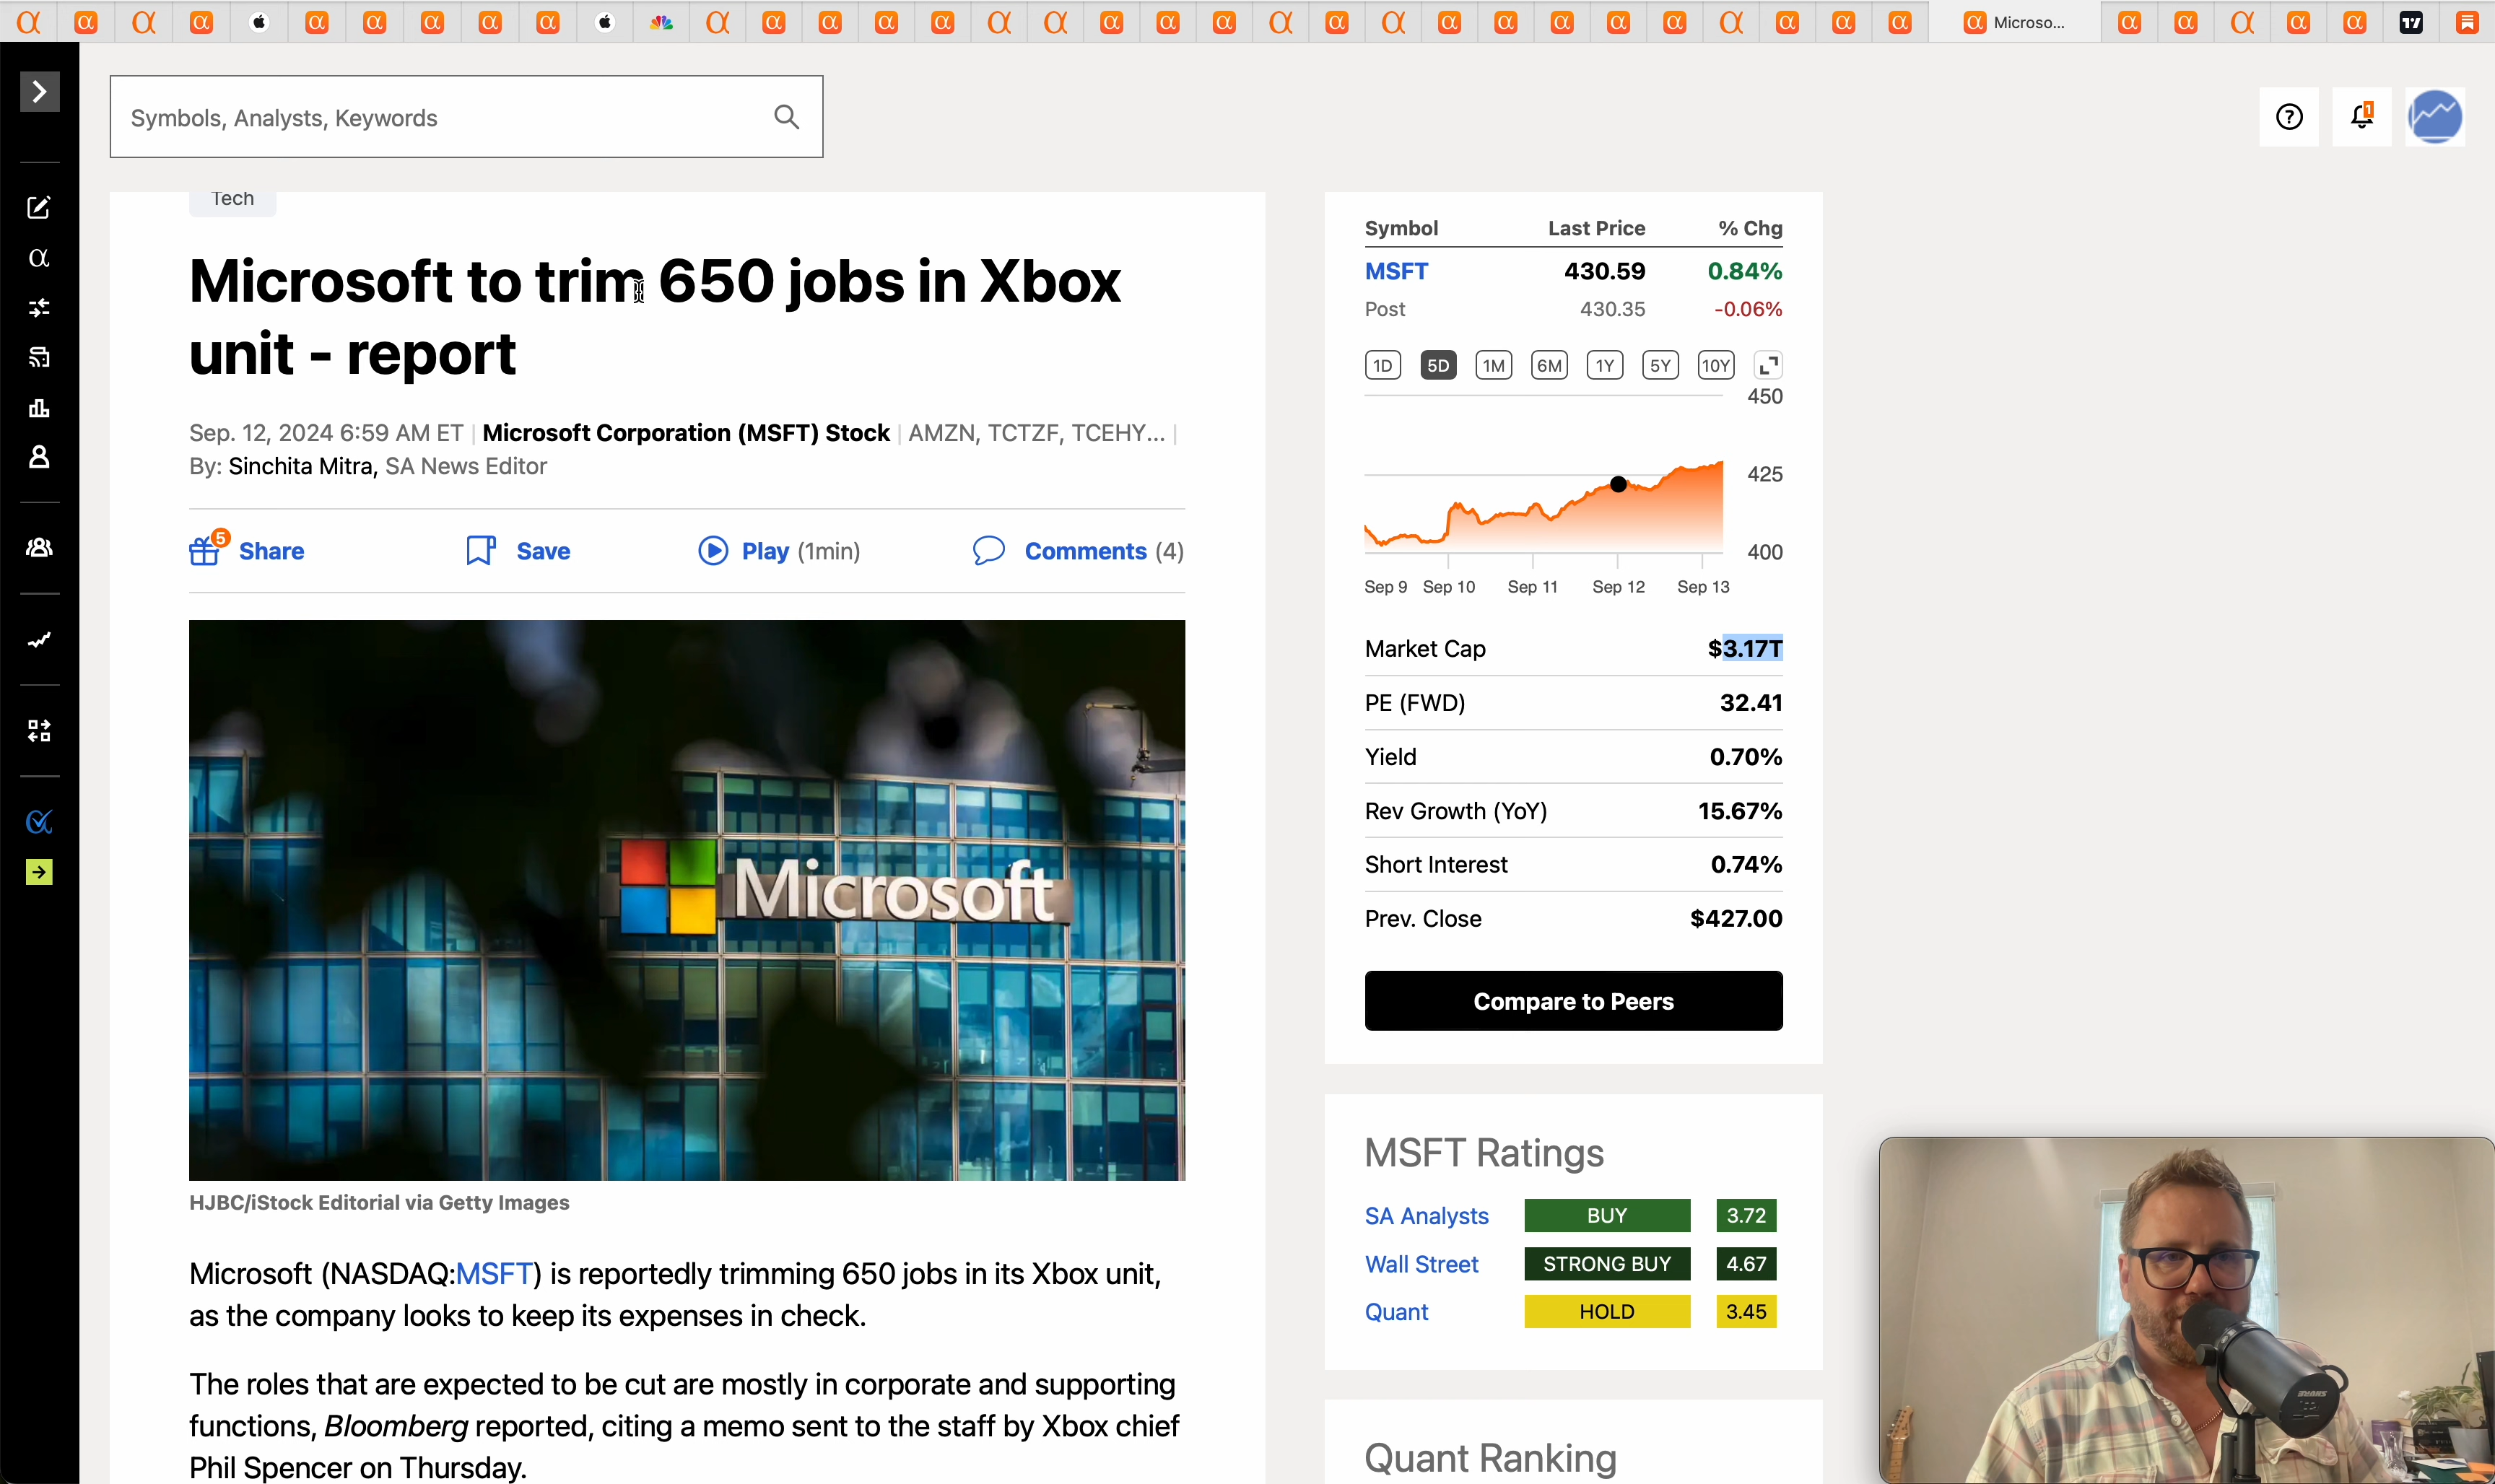 Microso...
Symbols, Analysts, Keywords
1
Tech
Microsoft to trim 650 jobs in Xbox
unit - report
Sep. 12, 2024 6:59 AM ET | Microsoft Corporation (MSFT) Stock | AMZN, TCTZF, TCEHY... |
By: Sinchita Mitra, SA News Editor
5
Share
Save
Play (1min)
Comments (4)
Microsoft
HJBC/iStock Editorial via Getty Images
Microsoft (NASDAQ:MSFT) is reportedly trimming 650 jobs in its Xbox unit,
as the company looks to keep its expenses in check.
The roles that are expected to be cut are mostly in corporate and supporting
functions, Bloomberg reported, citing a memo sent to the staff by Xbox chief
Phil Spencer on Thursday.
Symbol Last Price % Chg
MSFT 430.59 0.84%
Post 430.35 -0.06%
1D 5D 1M 6M 1Y 5Y 10Y
450
425
400
Sep 9 Sep 10 Sep 11 Sep 12 Sep 13
Market Cap $3.17T
PE (FWD) 32.41
Yield 0.70%
Rev Growth (YoY) 15.67%
Short Interest 0.74%
Prev. Close $427.00
Compare to Peers
MSFT Ratings
SA Analysts BUY 3.72
Wall Street STRONG BUY 4.67
Quant HOLD 3.45
Quant Ranking